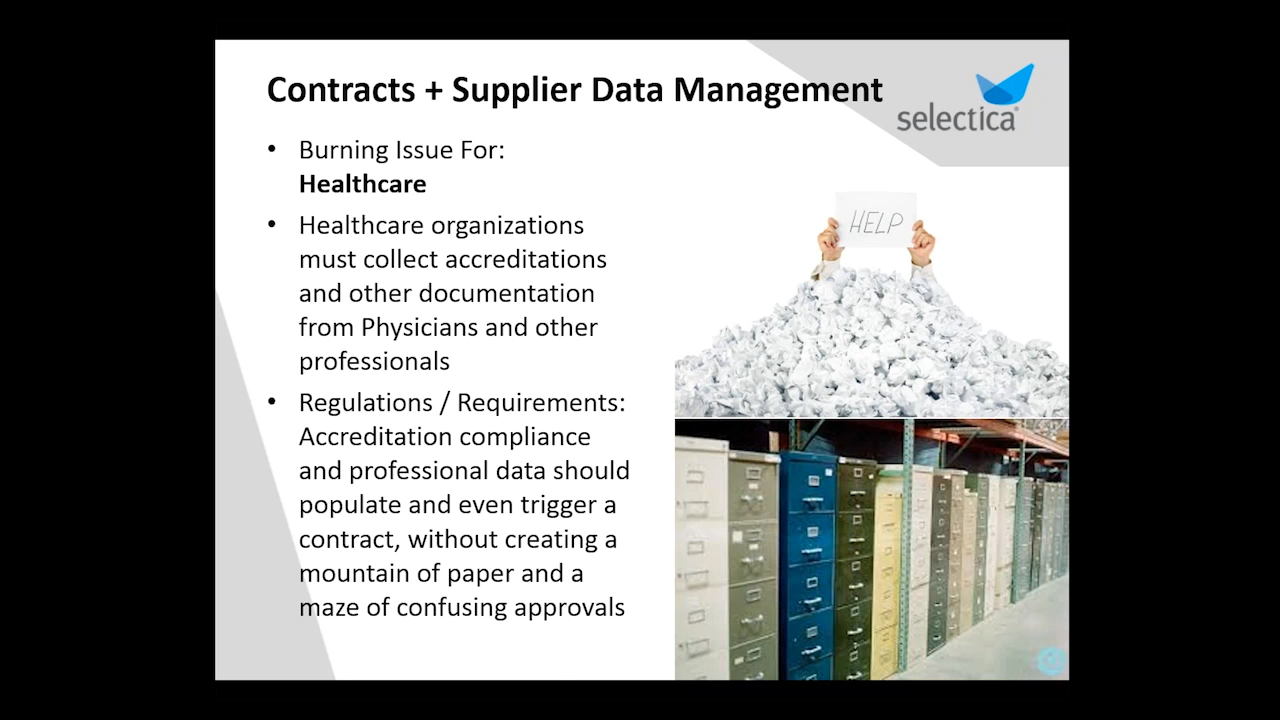 Contracts + Supplier Data Management
selectica
• Burning Issue For:
Healthcare
• Healthcare organizations
must collect accreditations
and other documentation
from Physicians and other
professionals
• Regulations / Requirements:
Accreditation compliance
and professional data should
populate and even trigger a
contract, without creating a
mountain of paper and a
maze of confusing approvals
HELP